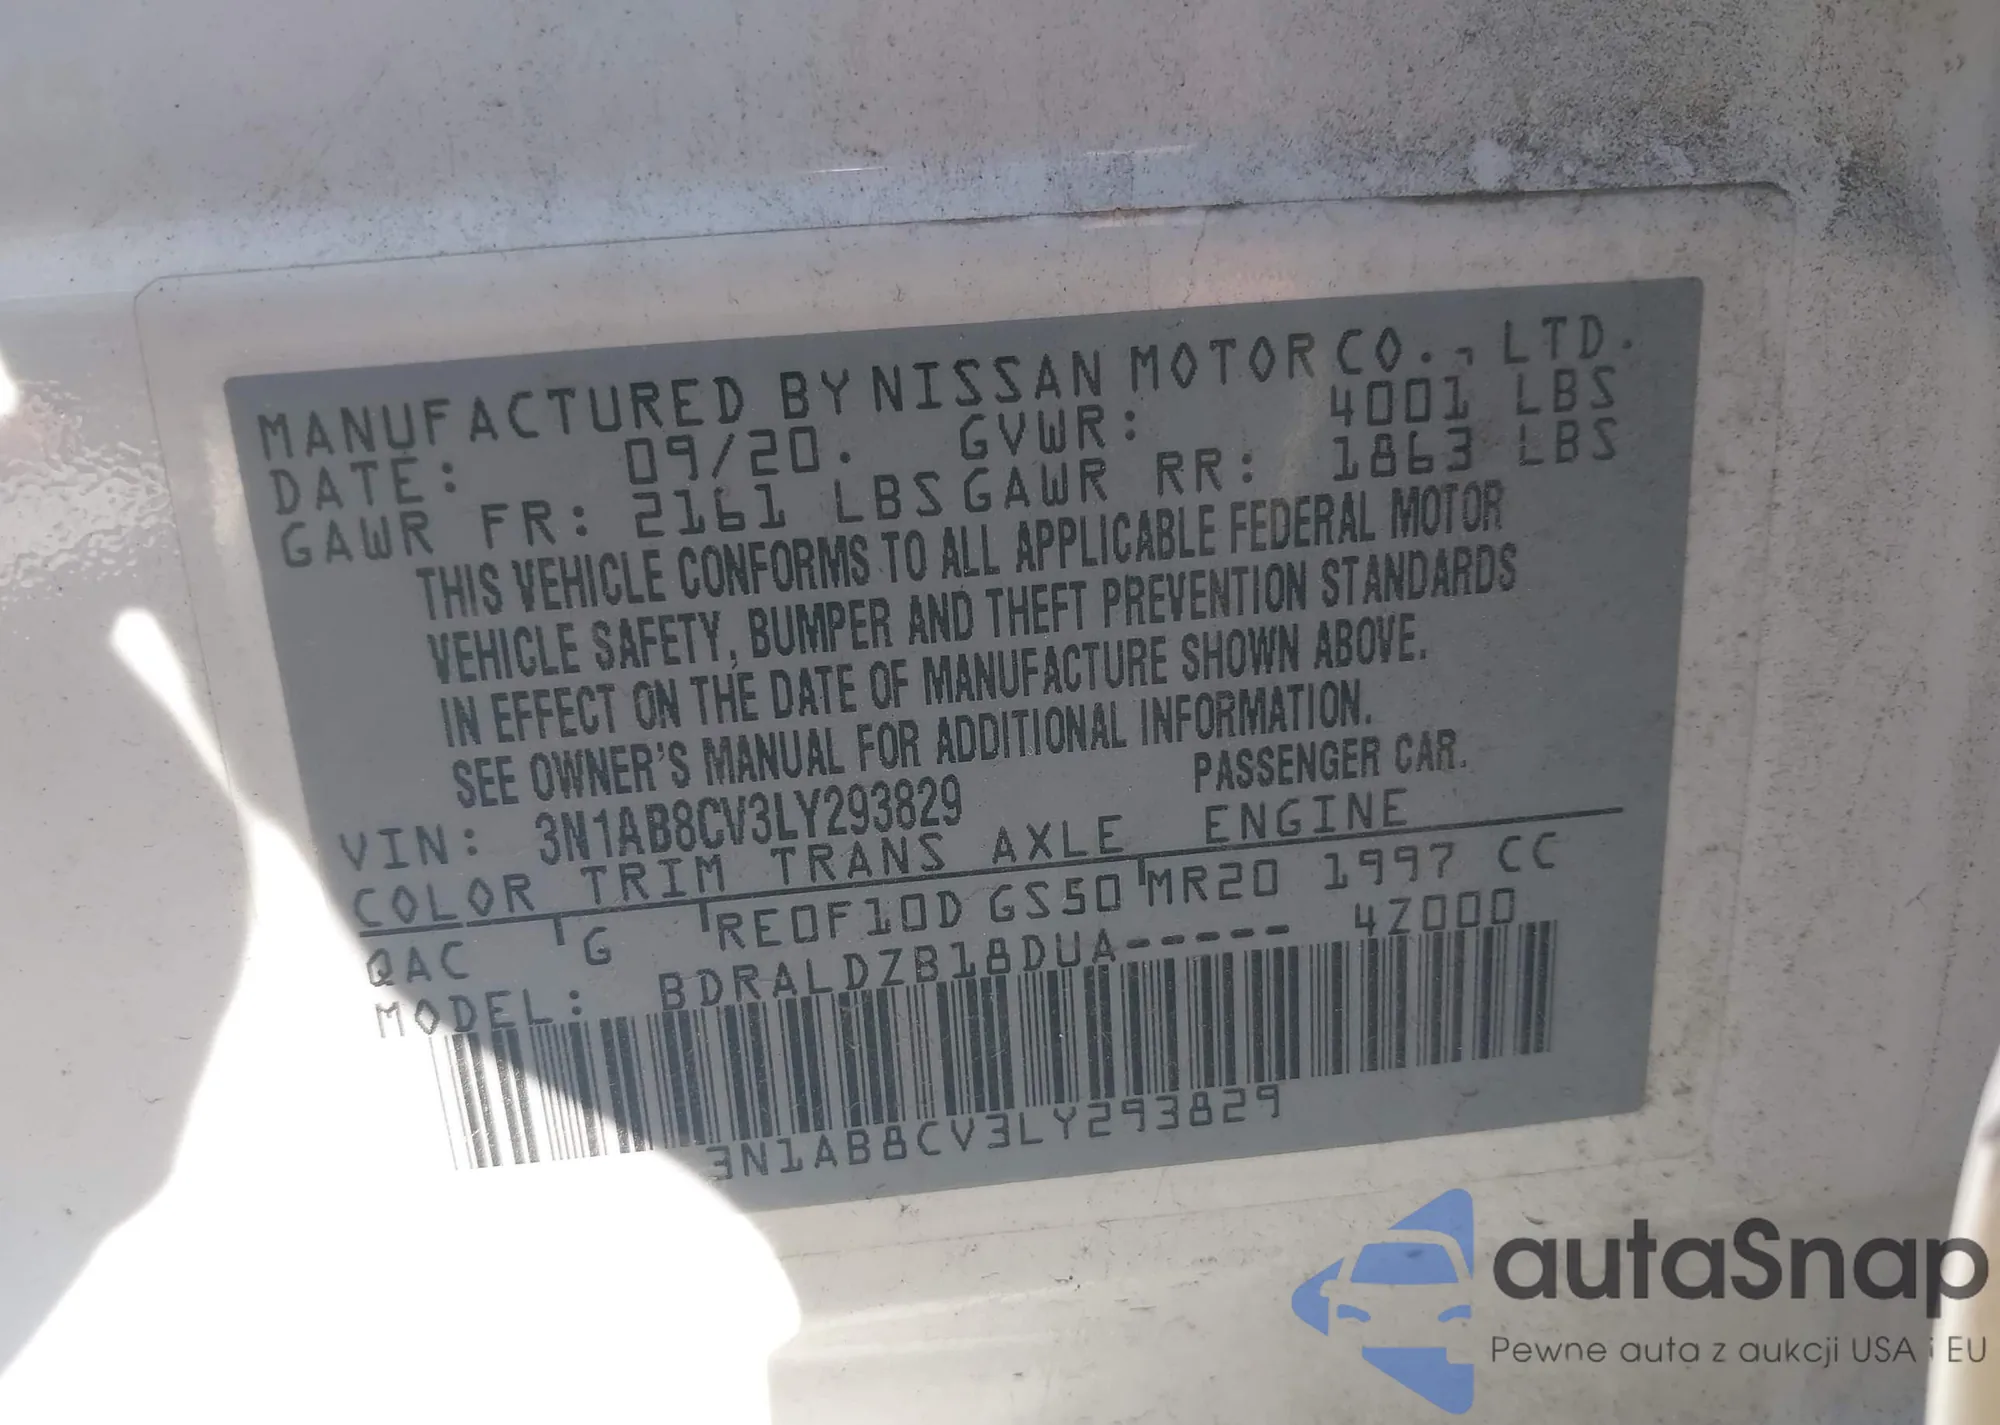 MANUFACTURED BY NISSAN MOTOR CO., LTD.
DATE: 09/20. GVWR: 4001 LBS
GAWR FR: 2161 LBS GAWR RR: 1863 LBS
THIS VEHICLE CONFORMS TO ALL APPLICABLE FEDERAL MOTOR
VEHICLE SAFETY, BUMPER AND THEFT PREVENTION STANDARDS
IN EFFECT ON THE DATE OF MANUFACTURE SHOWN ABOVE.
SEE OWNER'S MANUAL FOR ADDITIONAL INFORMATION.
VIN: 3N1AB8CV3LY293829 PASSENGER CAR.
COLOR TRIM TRANS AXLE ENGINE
QAC G RE0F10D GS50 MR20 1997 CC
MODEL: BDRALDZB18DUA----- 4Z000
3N1AB8CV3LY293829
autaSnap
Pewne auta z aukcji USA i EU